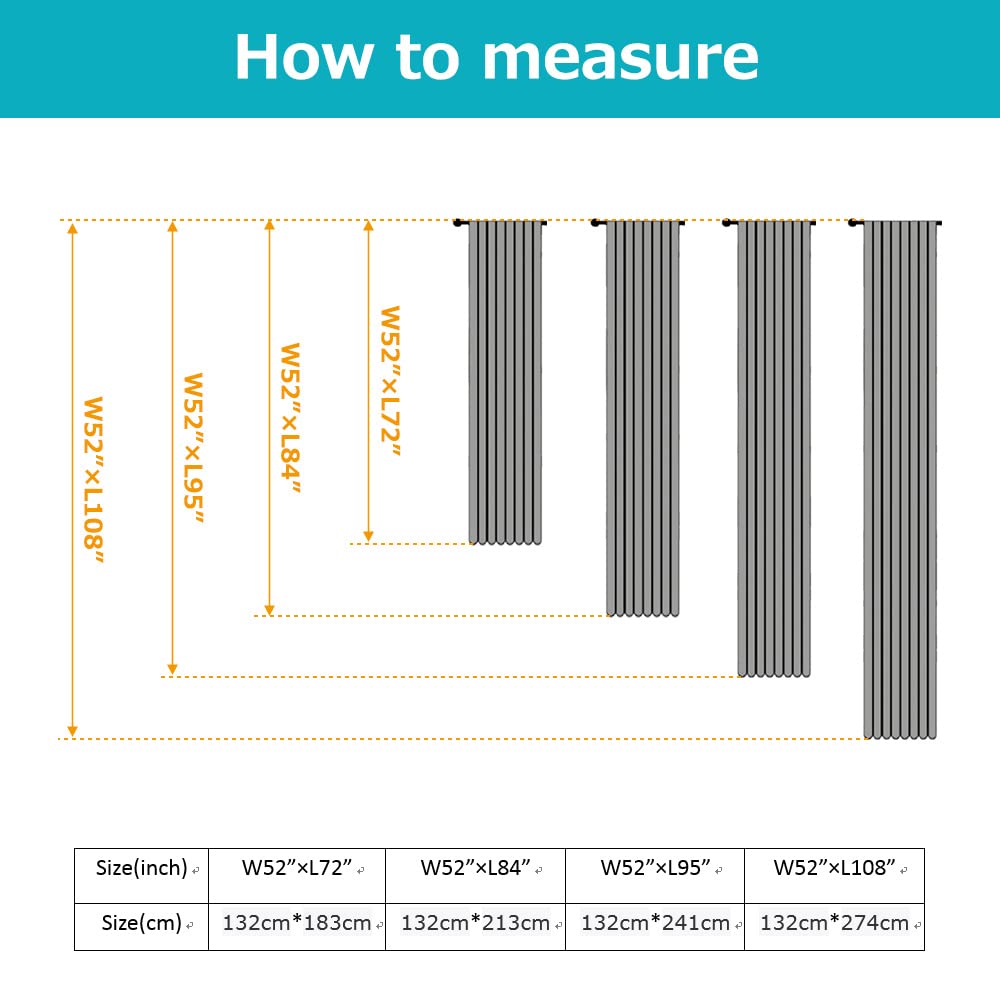 How to measure
W52”×L108”
W52”×L95”
W52”×L84”
W52”×L72”
Size(inch) W52”×L72” W52”×L84” W52”×L95” W52”×L108”
Size(cm) 132cm*183cm 132cm*213cm 132cm*241cm 132cm*274cm